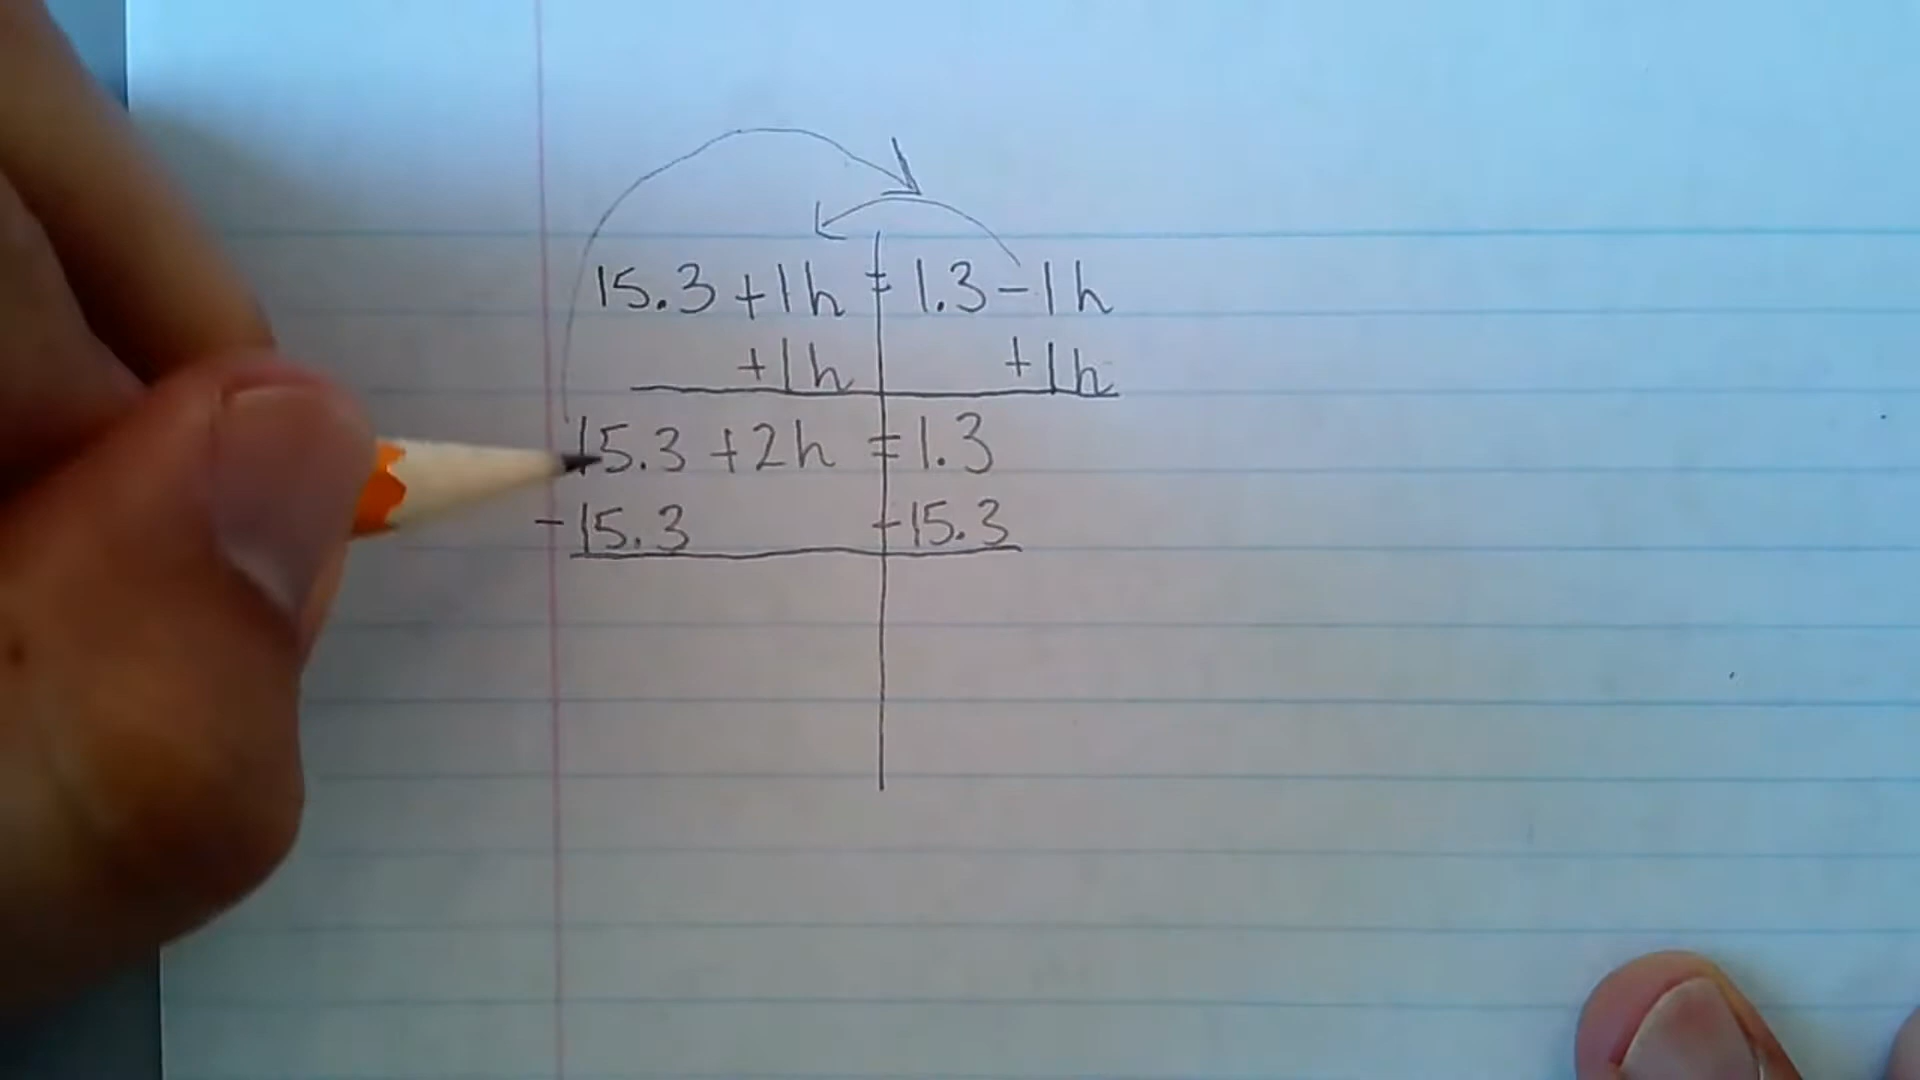 15.3 +1h = 1.3 - 1h
+1h +1h
15.3 +2h = 1.3
-15.3 -15.3